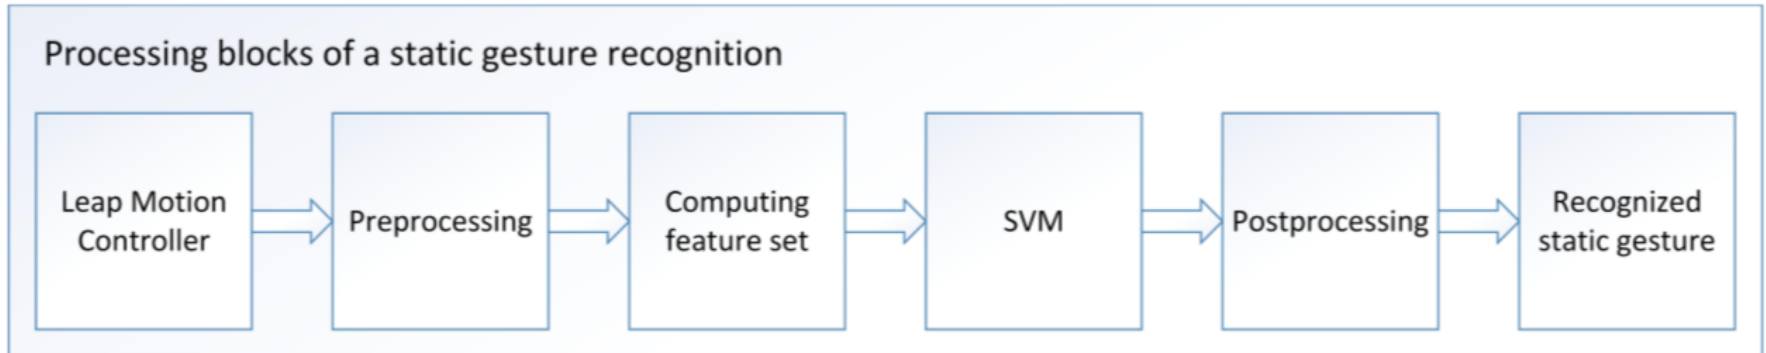 Processing blocks of a static gesture recognition
Leap Motion
Controller
Preprocessing
Computing
feature set
SVM
Postprocessing
Recognized
static gesture